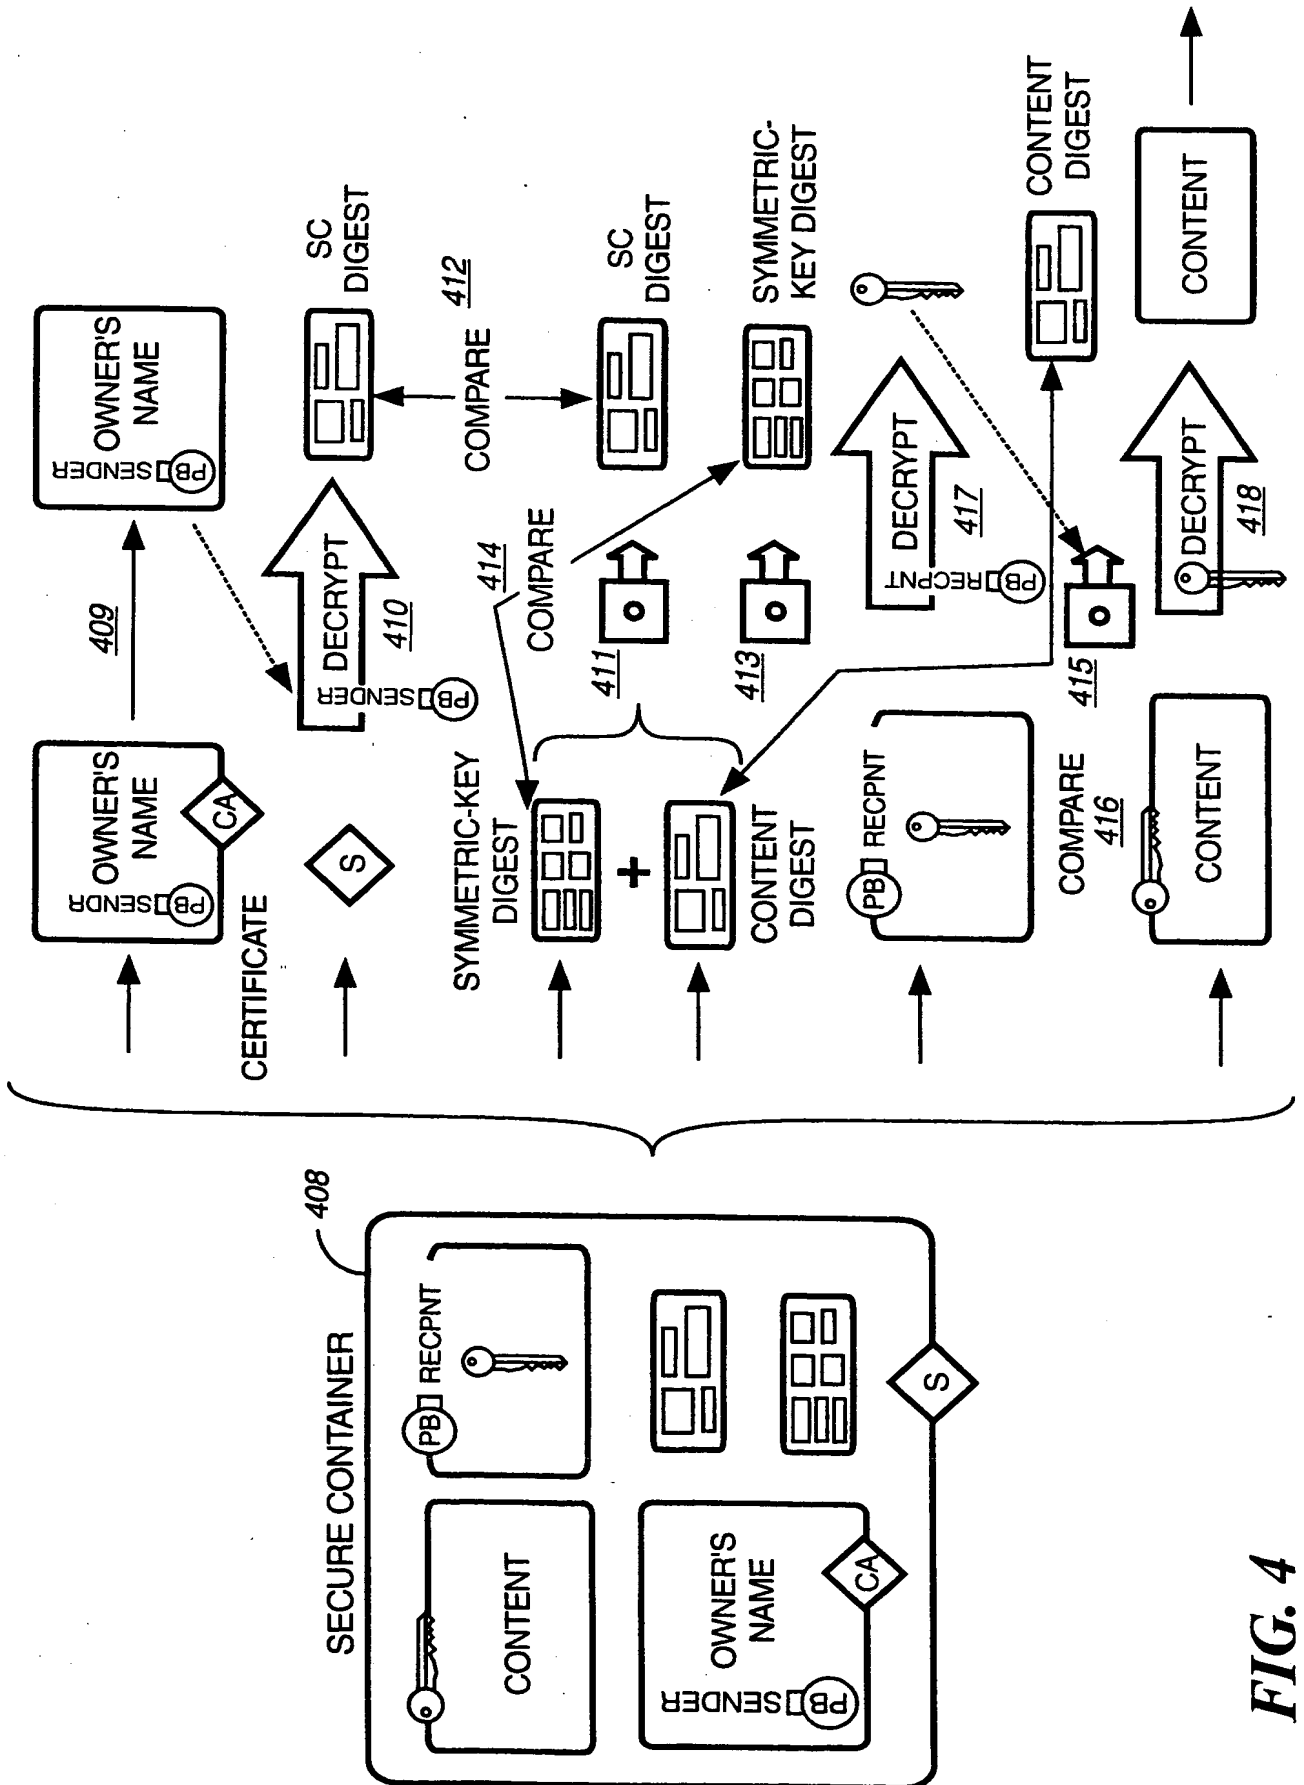 SECURE CONTAINER
408
CONTENT
PB RECPNT
PB SENDER
OWNER'S
NAME
CA
S
PB SENDR
OWNER'S
NAME
CA
CERTIFICATE
409
PB SENDER
OWNER'S
NAME
S
DECRYPT
PB SENDER
410
SC
DIGEST
COMPARE
412
SYMMETRIC-KEY
DIGEST
+
CONTENT
DIGEST
414
COMPARE
411
SC
DIGEST
413
SYMMETRIC-
KEY DIGEST
PB RECPNT
DECRYPT
PB RECPNT
417
COMPARE
416
415
CONTENT
DIGEST
CONTENT
DECRYPT
418
CONTENT
FIG. 4